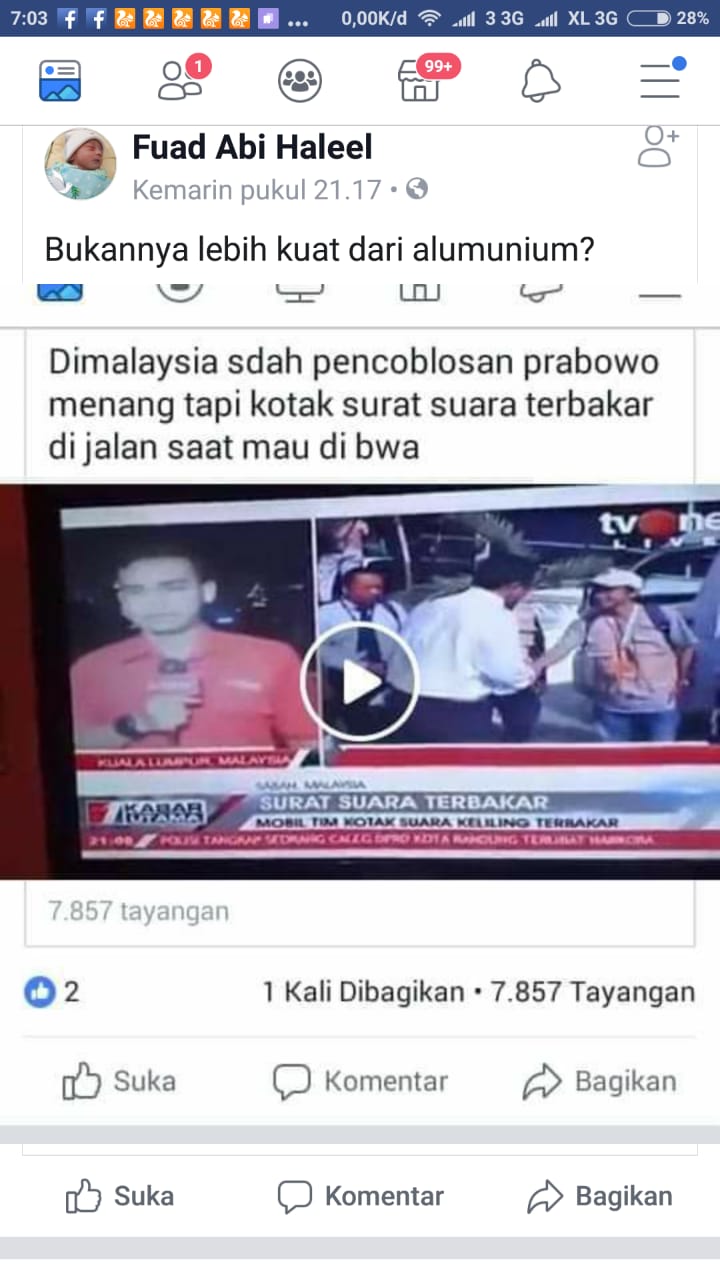 7:03 ... 0,00K/d 3 3G XL 3G 28%
1
99+
Fuad Abi Haleel
Kemarin pukul 21.17 •
Bukannya lebih kuat dari alumunium?
Dimalaysia sdah pencoblosan prabowo
menang tapi kotak surat suara terbakar
di jalan saat mau di bwa
tv ne
LIVE
KUALA LUMPUR, MALAYSIA
SABAH, MALAYSIA
KABAR
UTAMA
SURAT SUARA TERBAKAR
MOBIL TIM KOTAK SUARA KELILING TERBAKAR
21:08 POLISI TANGKAP SEORANG CALEG DPRD KOTA BANDUNG TERLIBAT NARKOBA
7.857 tayangan
2 1 Kali Dibagikan • 7.857 Tayangan
Suka Komentar Bagikan
Suka Komentar Bagikan